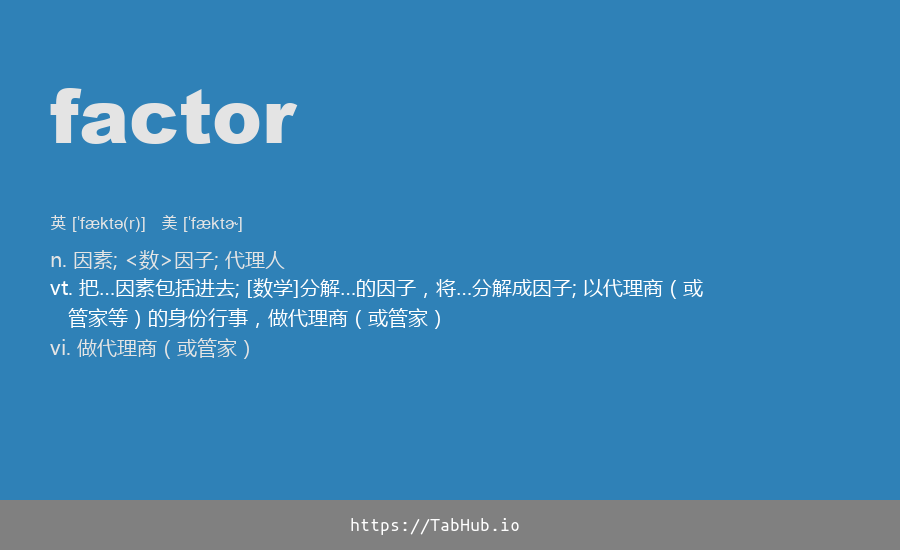 factor
英 [ˈfæktə(r)] 美 [ˈfæktɚ]
n. 因素; <数>因子; 代理人
vt. 把…因素包括进去; [数学]分解…的因子，将…分解成因子; 以代理商（或
管家等）的身份行事，做代理商（或管家）
vi. 做代理商（或管家）
https://TabHub.io